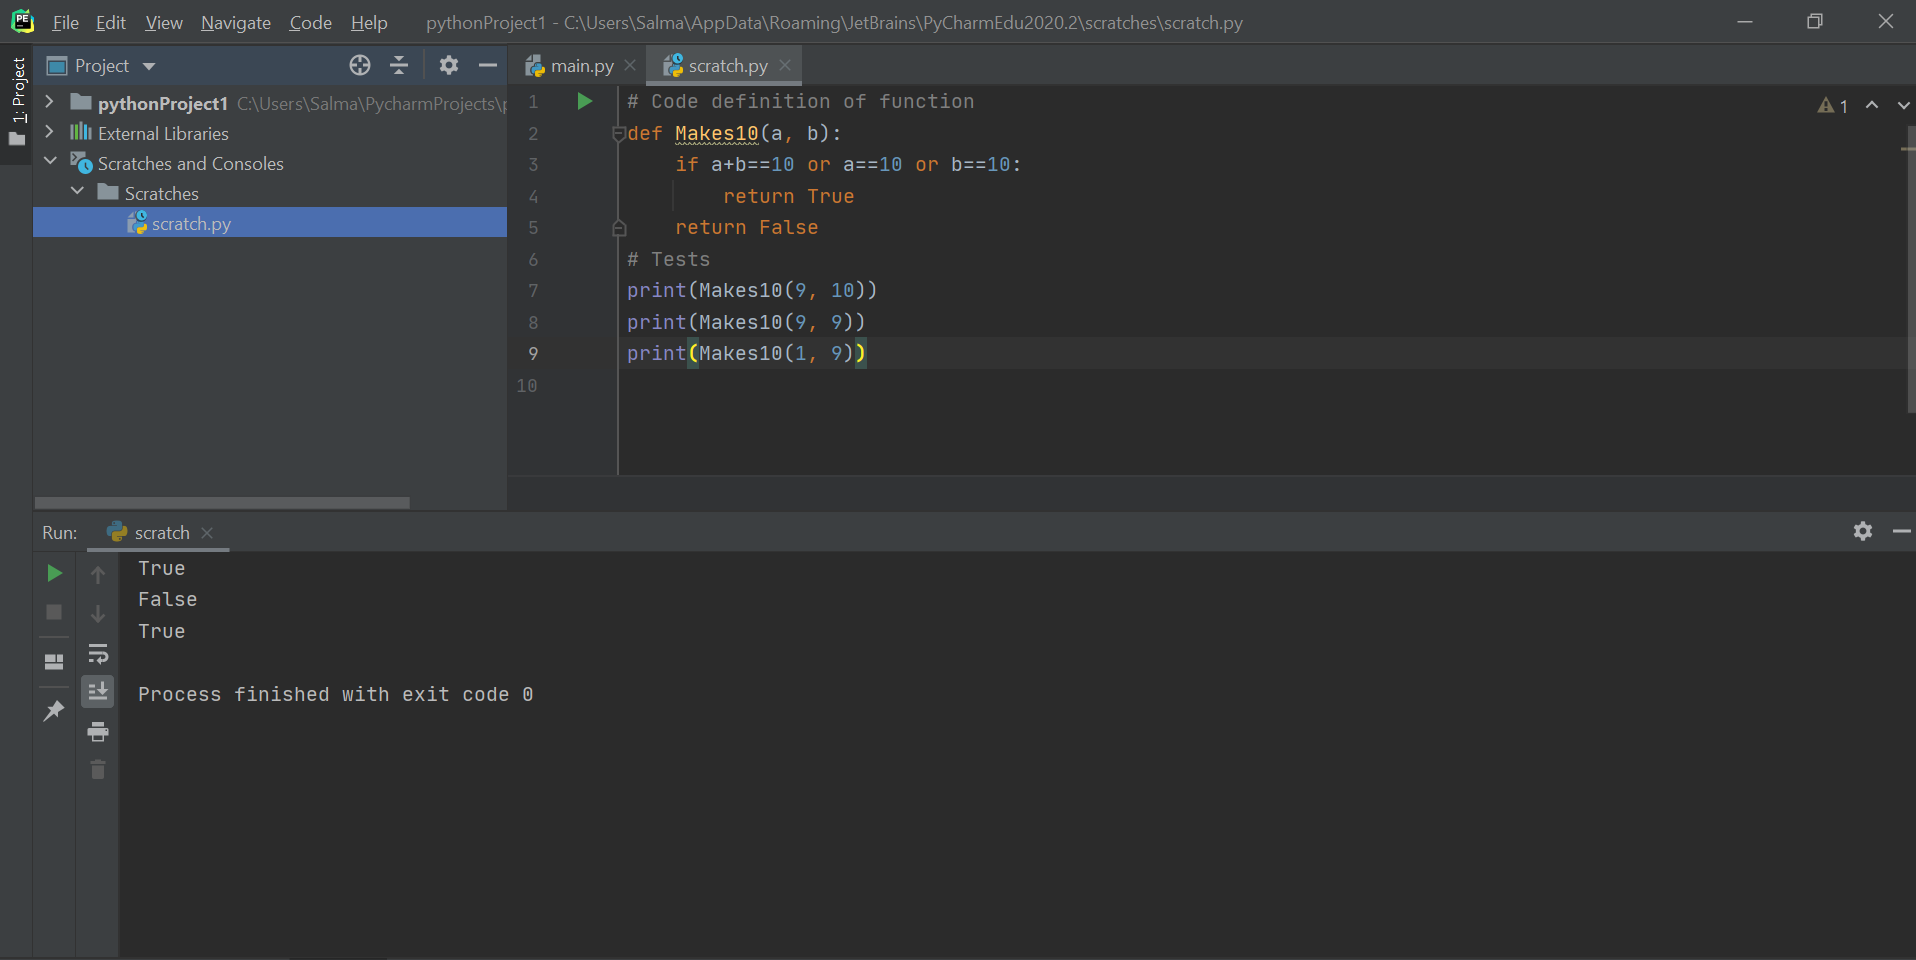 PE File Edit View Navigate Code Help pythonProject1 - C:\Users\Salma\AppData\Roaming\JetBrains\PyCharmEdu2020.2\scratches\scratch.py
1: Project
Project
pythonProject1 C:\Users\Salma\PycharmProjects\p
External Libraries
Scratches and Consoles
Scratches
scratch.py
main.py scratch.py
1 # Code definition of function
2 def Makes10(a, b):
3     if a+b==10 or a==10 or b==10:
4         return True
5     return False
6 # Tests
7 print(Makes10(9, 10))
8 print(Makes10(9, 9))
9 print(Makes10(1, 9))
10
1
Run: scratch
True
False
True
Process finished with exit code 0